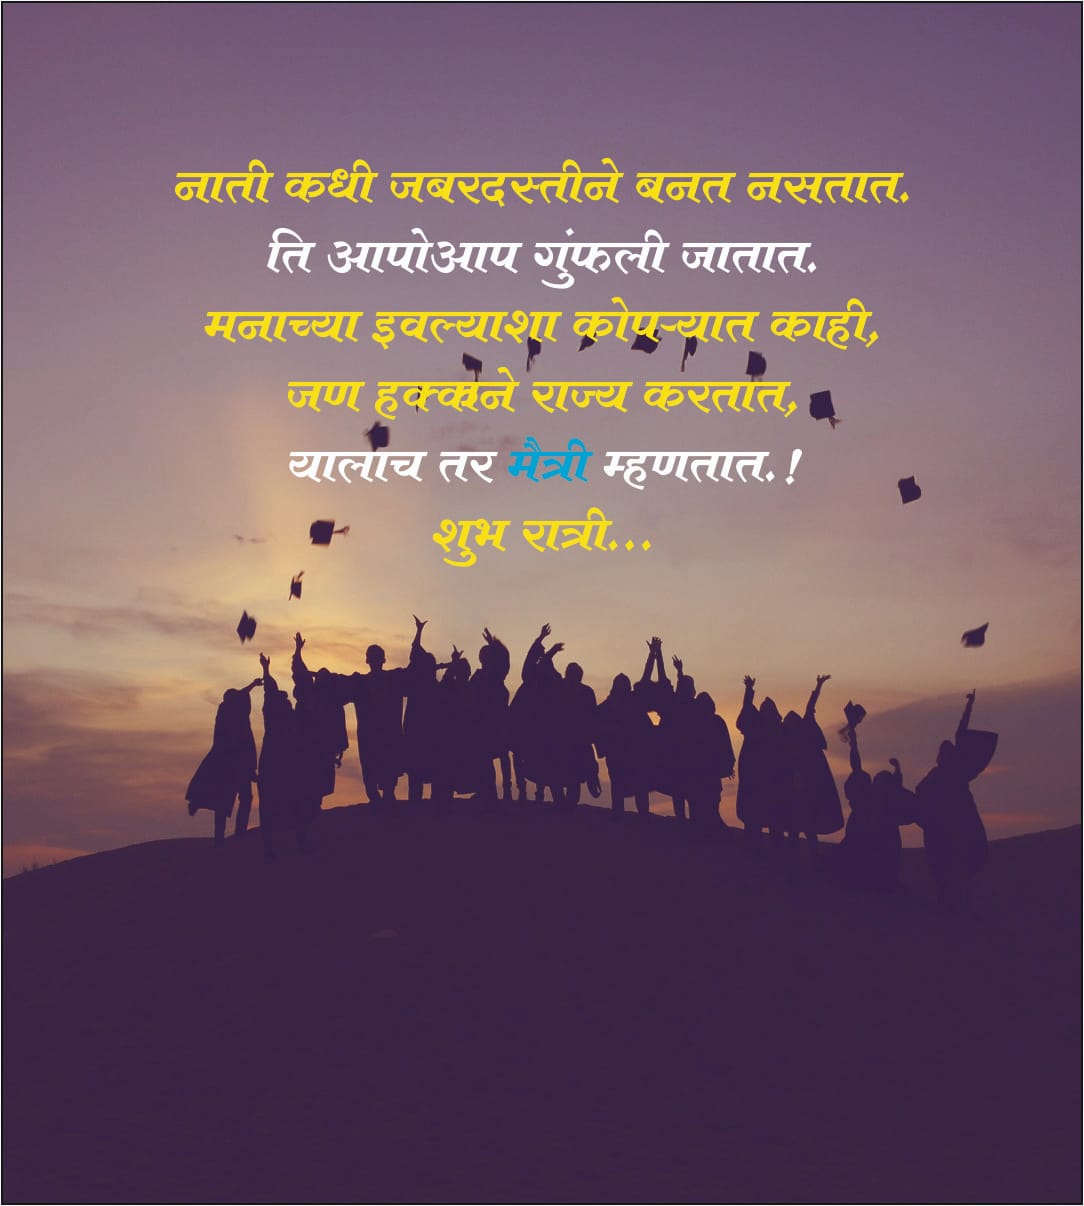 नाती कधी जबरदस्तीने बनत नसतात.
ति आपोआप गुंफली जातात.
मनाच्या इवल्याशा कोपऱ्यात काही,
जण हक्काने राज्य करतात,
यालाच तर मैत्री म्हणतात.!
शुभ रात्री...